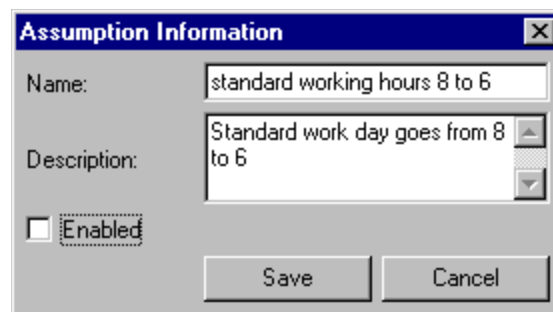 Assumption Information
Name: standard working hours 8 to 6
Description: Standard work day goes from 8
to 6
Enabled
Save Cancel